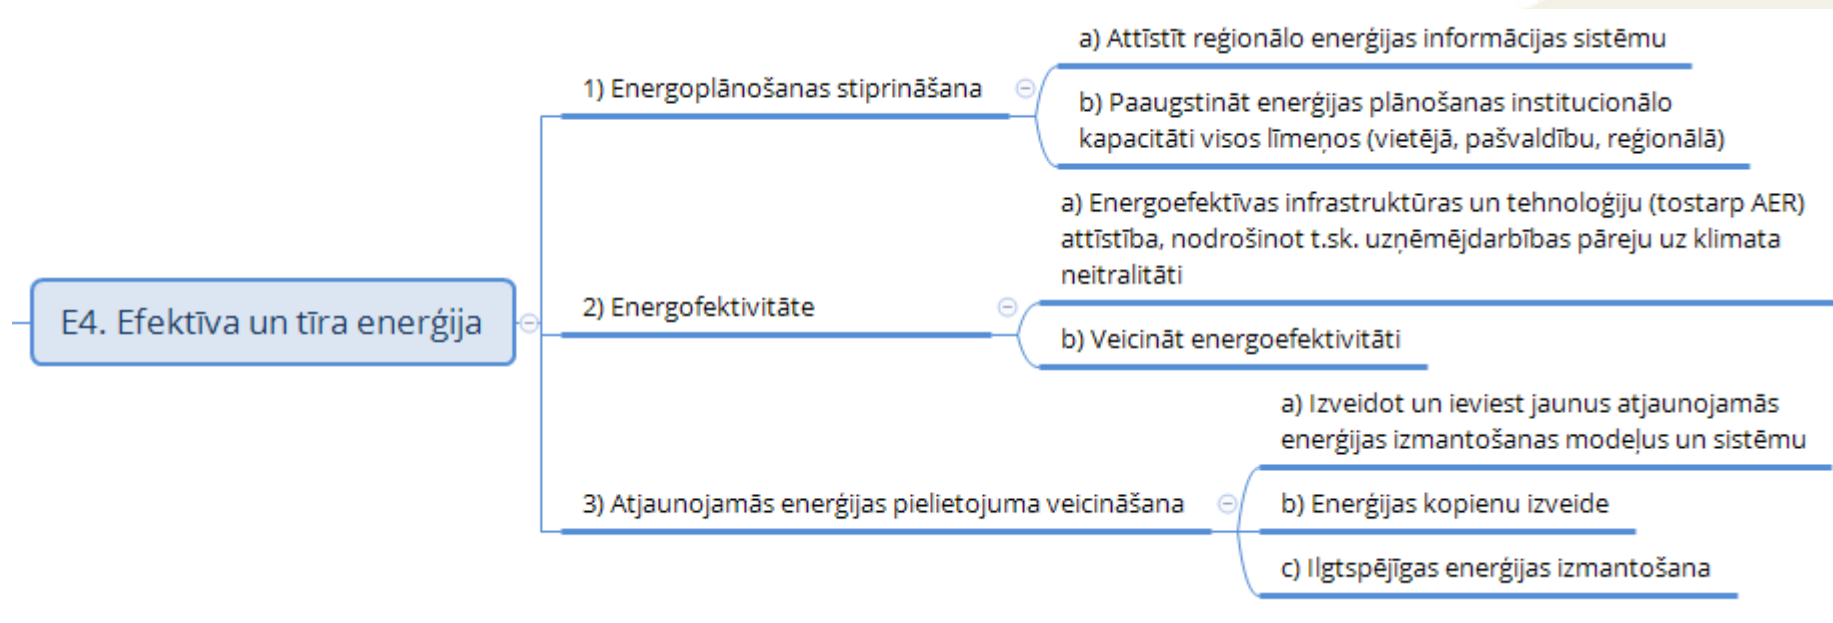 E4. Efektīva un tīra enerģija
1) Energoplānošanas stiprināšana
a) Attīstīt reģionālo enerģijas informācijas sistēmu
b) Paaugstināt enerģijas plānošanas institucionālo
kapacitāti visos līmeņos (vietējā, pašvaldību, reģionālā)
2) Energofektivitāte
a) Energoefektīvas infrastruktūras un tehnoloģiju (tostarp AER)
attīstība, nodrošinot t.sk. uzņēmējdarbības pāreju uz klimata
neitralitāti
b) Veicināt energoefektivitāti
3) Atjaunojamās enerģijas pielietojuma veicināšana
a) Izveidot un ieviest jaunus atjaunojamās
enerģijas izmantošanas modeļus un sistēmu
b) Enerģijas kopienu izveide
c) Ilgtspējīgas enerģijas izmantošana